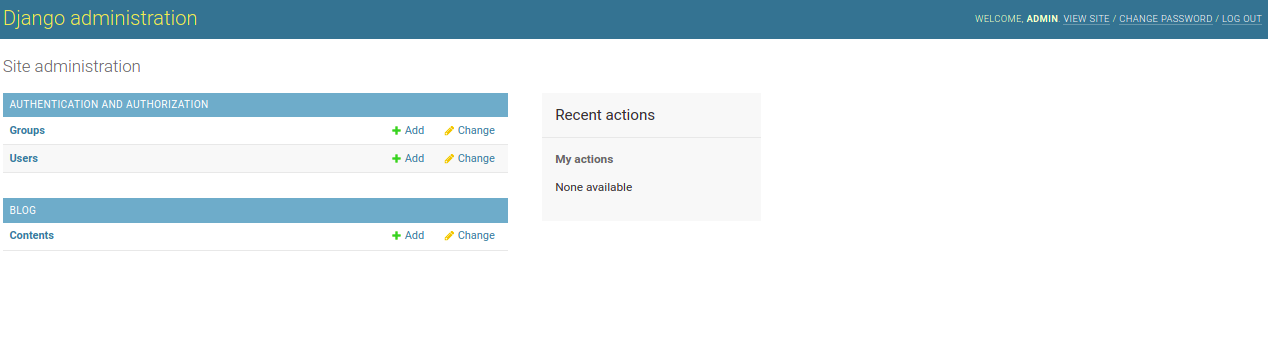 Django administration
WELCOME, ADMIN. VIEW SITE / CHANGE PASSWORD / LOG OUT
Site administration
AUTHENTICATION AND AUTHORIZATION
Groups Add Change
Users Add Change
BLOG
Contents Add Change
Recent actions
My actions
None available